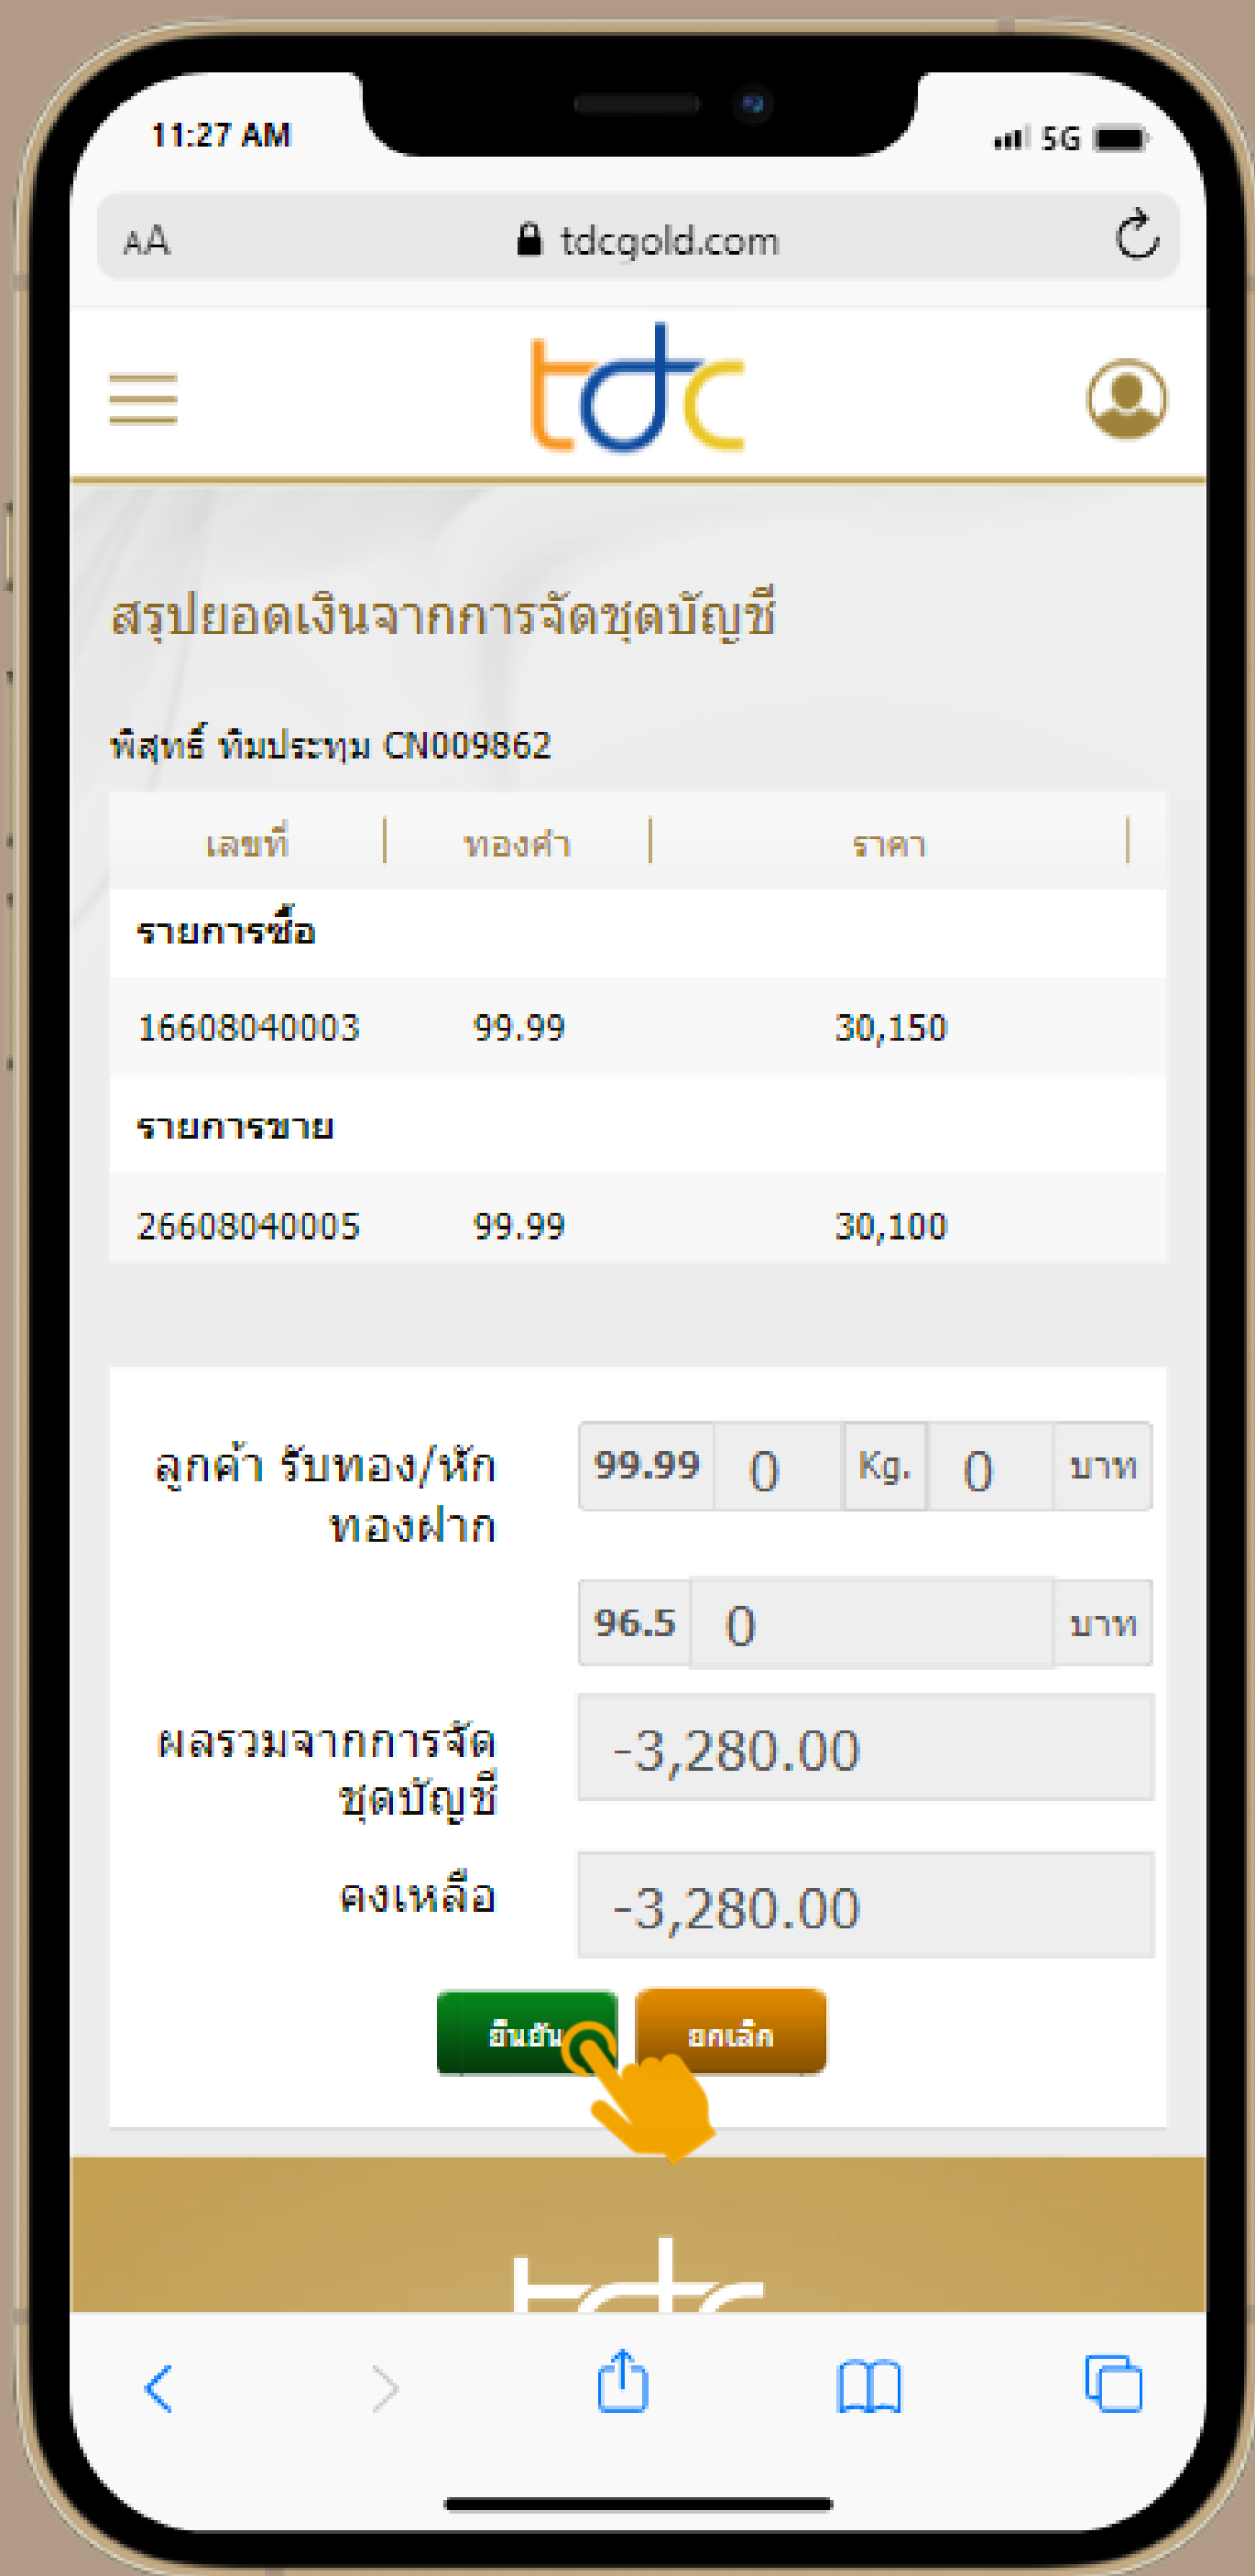 11:27 AM
5G
AA tdcgold.com
tdc
สรุปยอดเงินจากการจัดชุดบัญชี
พิสุทธิ์ ทิมประทุม CN009862
เลขที่ ทองคำ ราคา
รายการซื้อ
16608040003 99.99 30,150
รายการขาย
26608040005 99.99 30,100
ลูกค้า รับทอง/หัก 99.99 0 Kg. 0 บาท
ทองฝาก
96.5 0 บาท
ผลรวมจากการจัด -3,280.00
ชุดบัญชี
คงเหลือ -3,280.00
ยืนยัน ยกเลิก
tdc